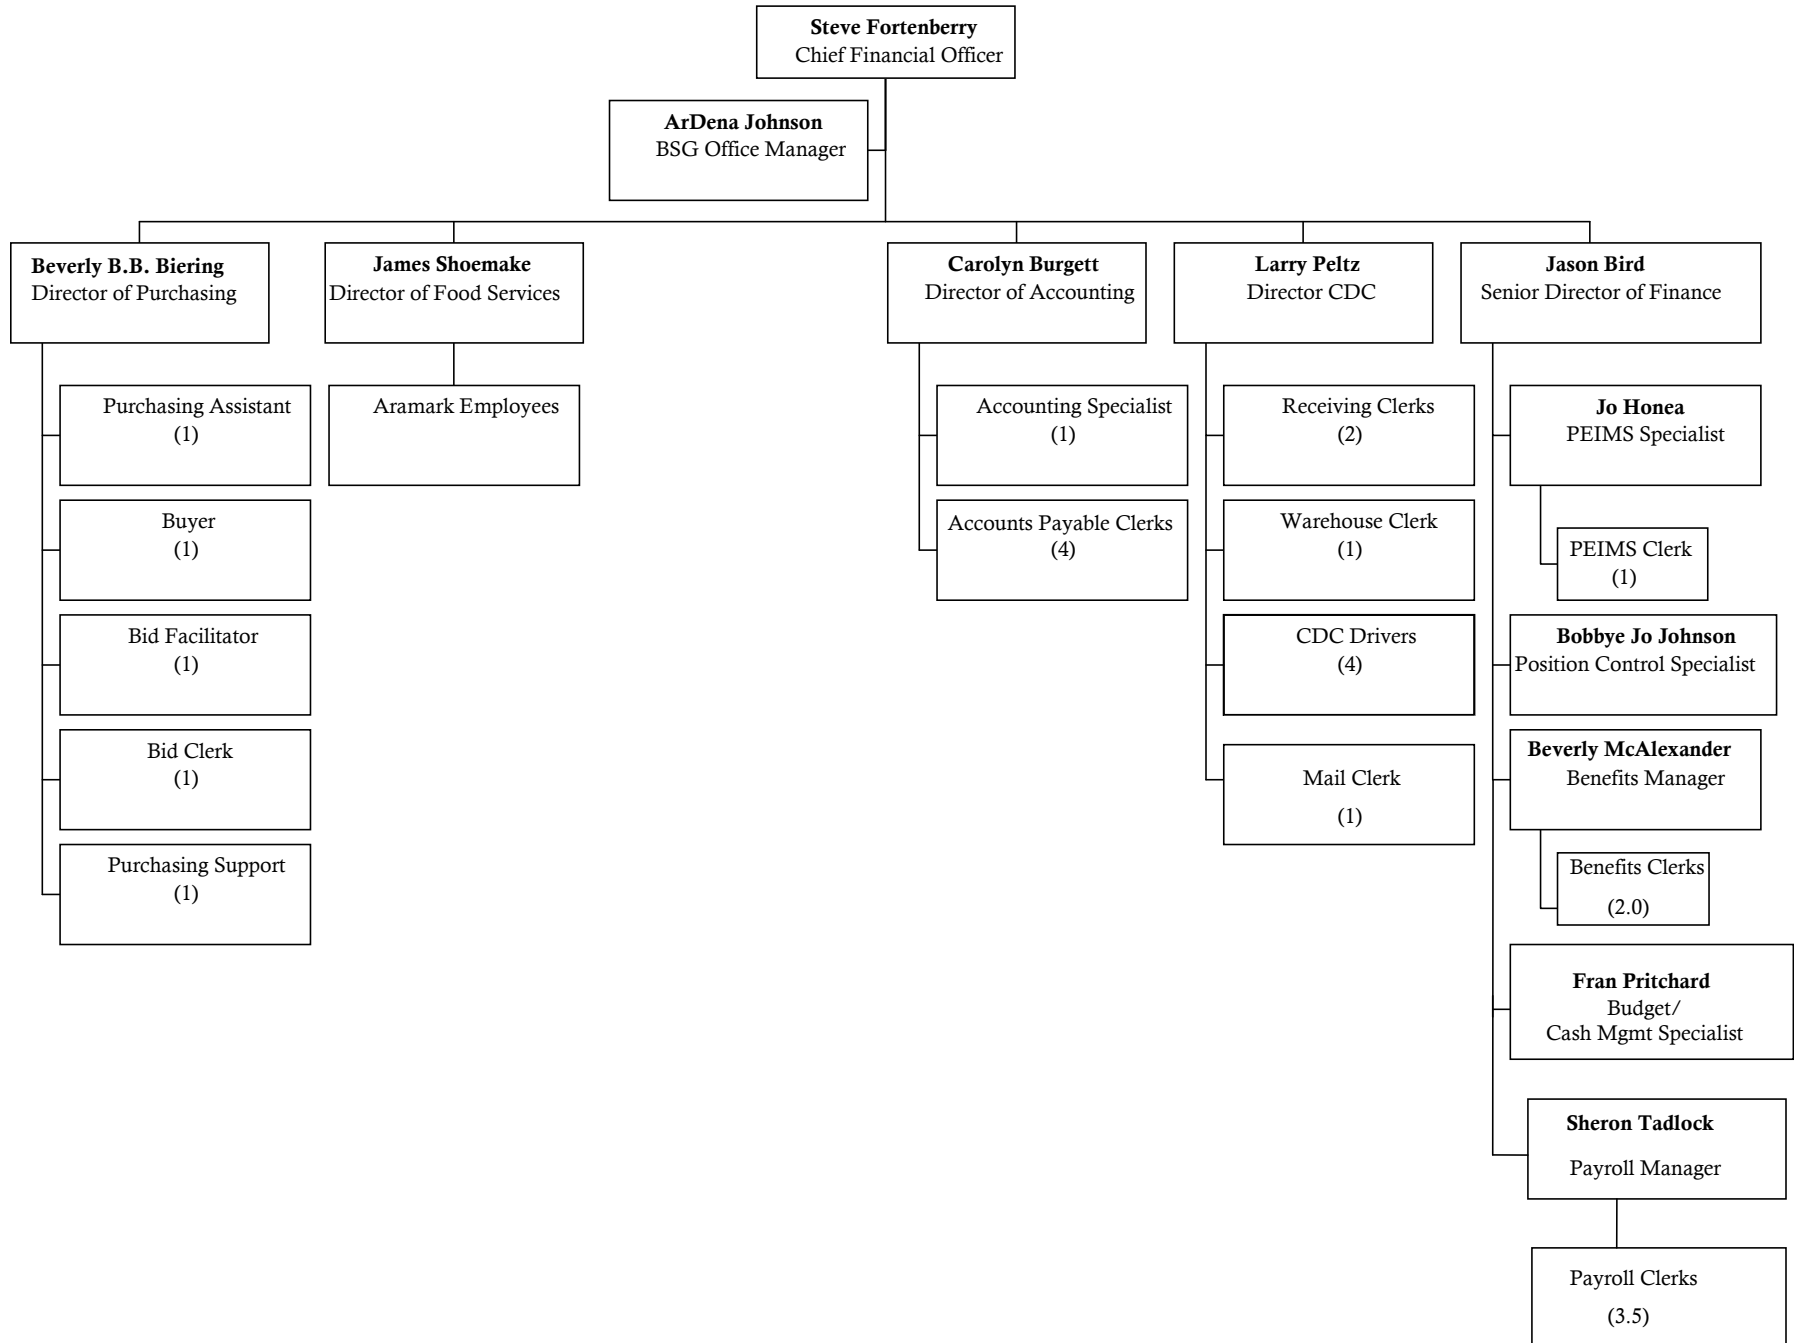 Steve Fortenberry
Chief Financial Officer
ArDena Johnson
BSG Office Manager
Beverly B.B. Biering
Director of Purchasing
James Shoemake
Director of Food Services
Carolyn Burgett
Director of Accounting
Larry Peltz
Director CDC
Jason Bird
Senior Director of Finance
Purchasing Assistant
(1)
Buyer
(1)
Bid Facilitator
(1)
Bid Clerk
(1)
Purchasing Support
(1)
Aramark Employees
Accounting Specialist
(1)
Accounts Payable Clerks
(4)
Receiving Clerks
(2)
Warehouse Clerk
(1)
CDC Drivers
(4)
Mail Clerk
(1)
Jo Honea
PEIMS Specialist
PEIMS Clerk
(1)
Bobbye Jo Johnson
Position Control Specialist
Beverly McAlexander
Benefits Manager
Benefits Clerks
(2.0)
Fran Pritchard
Budget/
Cash Mgmt Specialist
Sheron Tadlock
Payroll Manager
Payroll Clerks
(3.5)